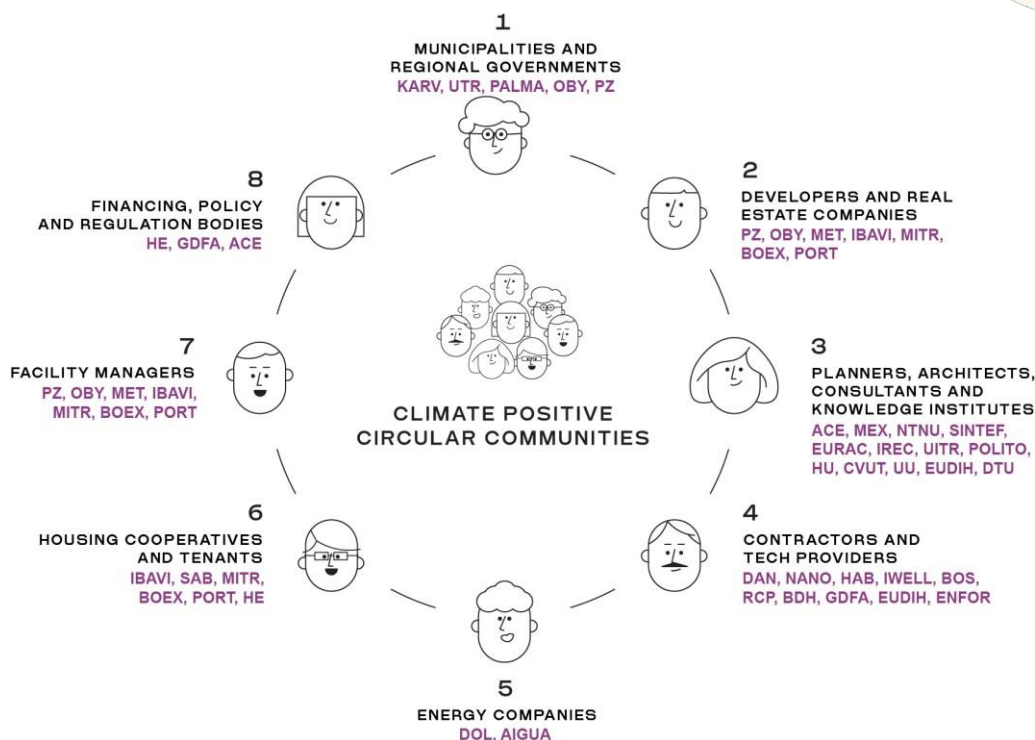 1
MUNICIPALITIES AND
REGIONAL GOVERNMENTS
KARV, UTR, PALMA, OBY, PZ
2
DEVELOPERS AND REAL
ESTATE COMPANIES
PZ, OBY, MET, IBAVI, MITR,
BOEX, PORT
3
PLANNERS, ARCHITECTS,
CONSULTANTS AND
KNOWLEDGE INSTITUTES
ACE, MEX, NTNU, SINTEF,
EURAC, IREC, UITR, POLITO,
HU, CVUT, UU, EUDIH, DTU
4
CONTRACTORS AND
TECH PROVIDERS
DAN, NANO, HAB, IWELL, BOS,
RCP, BDH, GDFA, EUDIH, ENFOR
5
ENERGY COMPANIES
DOL, AIGUA
6
HOUSING COOPERATIVES
AND TENANTS
IBAVI, SAB, MITR,
BOEX, PORT, HE
7
FACILITY MANAGERS
PZ, OBY, MET, IBAVI,
MITR, BOEX, PORT
8
FINANCING, POLICY
AND REGULATION BODIES
HE, GDFA, ACE
CLIMATE POSITIVE
CIRCULAR COMMUNITIES